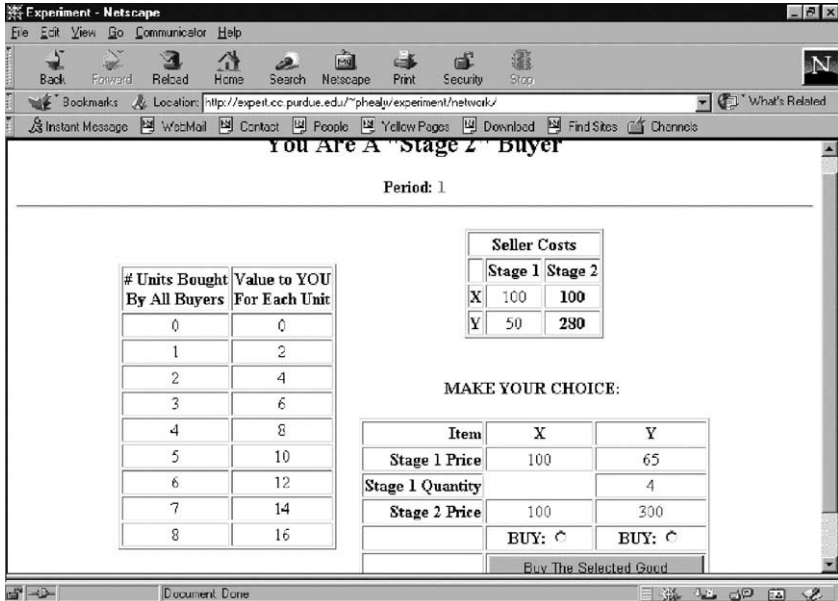 Experiment - Netscape
File Edit View Go Communicator Help
Back Forward Reload Home Search Netscape Print Security Stop
N
Bookmarks Location: http://expert.cc.purdue.edu/~phealy/experiment/network/ What's Related
Instant Message WebMail Contact People Yellow Pages Download Find Sites Channels
You Are A "Stage 2" Buyer
Period: 1
# Units Bought By All Buyers Value to YOU For Each Unit
0 0
1 2
2 4
3 6
4 8
5 10
6 12
7 14
8 16
Seller Costs
Stage 1 Stage 2
X 100 100
Y 50 280
MAKE YOUR CHOICE:
Item X Y
Stage 1 Price 100 65
Stage 1 Quantity 4
Stage 2 Price 100 300
BUY: BUY:
Buy The Selected Good
Document: Done